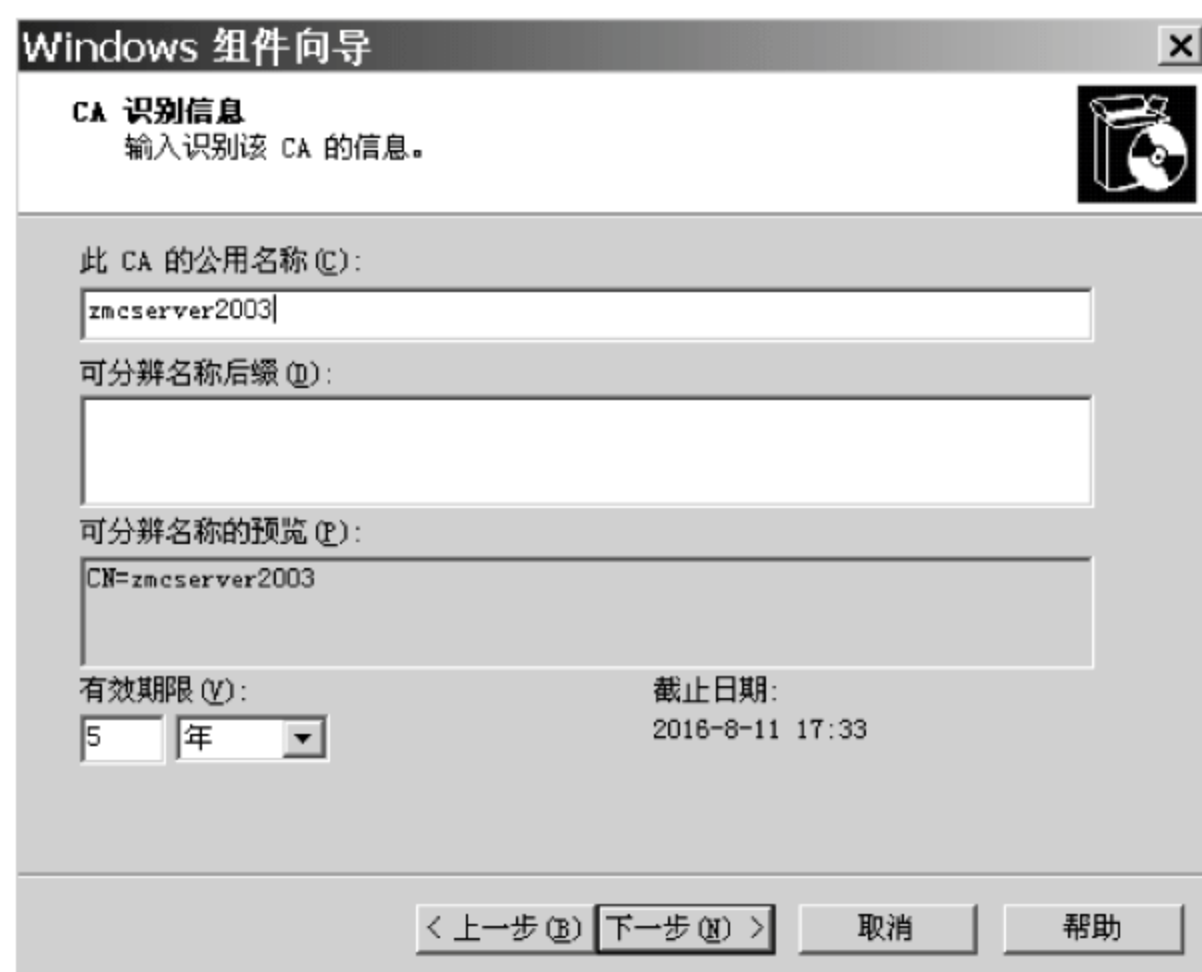 Windows 组件向导
CA 识别信息
输入识别该 CA 的信息。
此 CA 的公用名称(C):
zmcserver2003
可分辨名称后缀(D):
可分辨名称的预览(P):
CN=zmcserver2003
有效期限(V): 截止日期:
5 年 2016-8-11 17:33
< 上一步(B) 下一步(N) > 取消 帮助